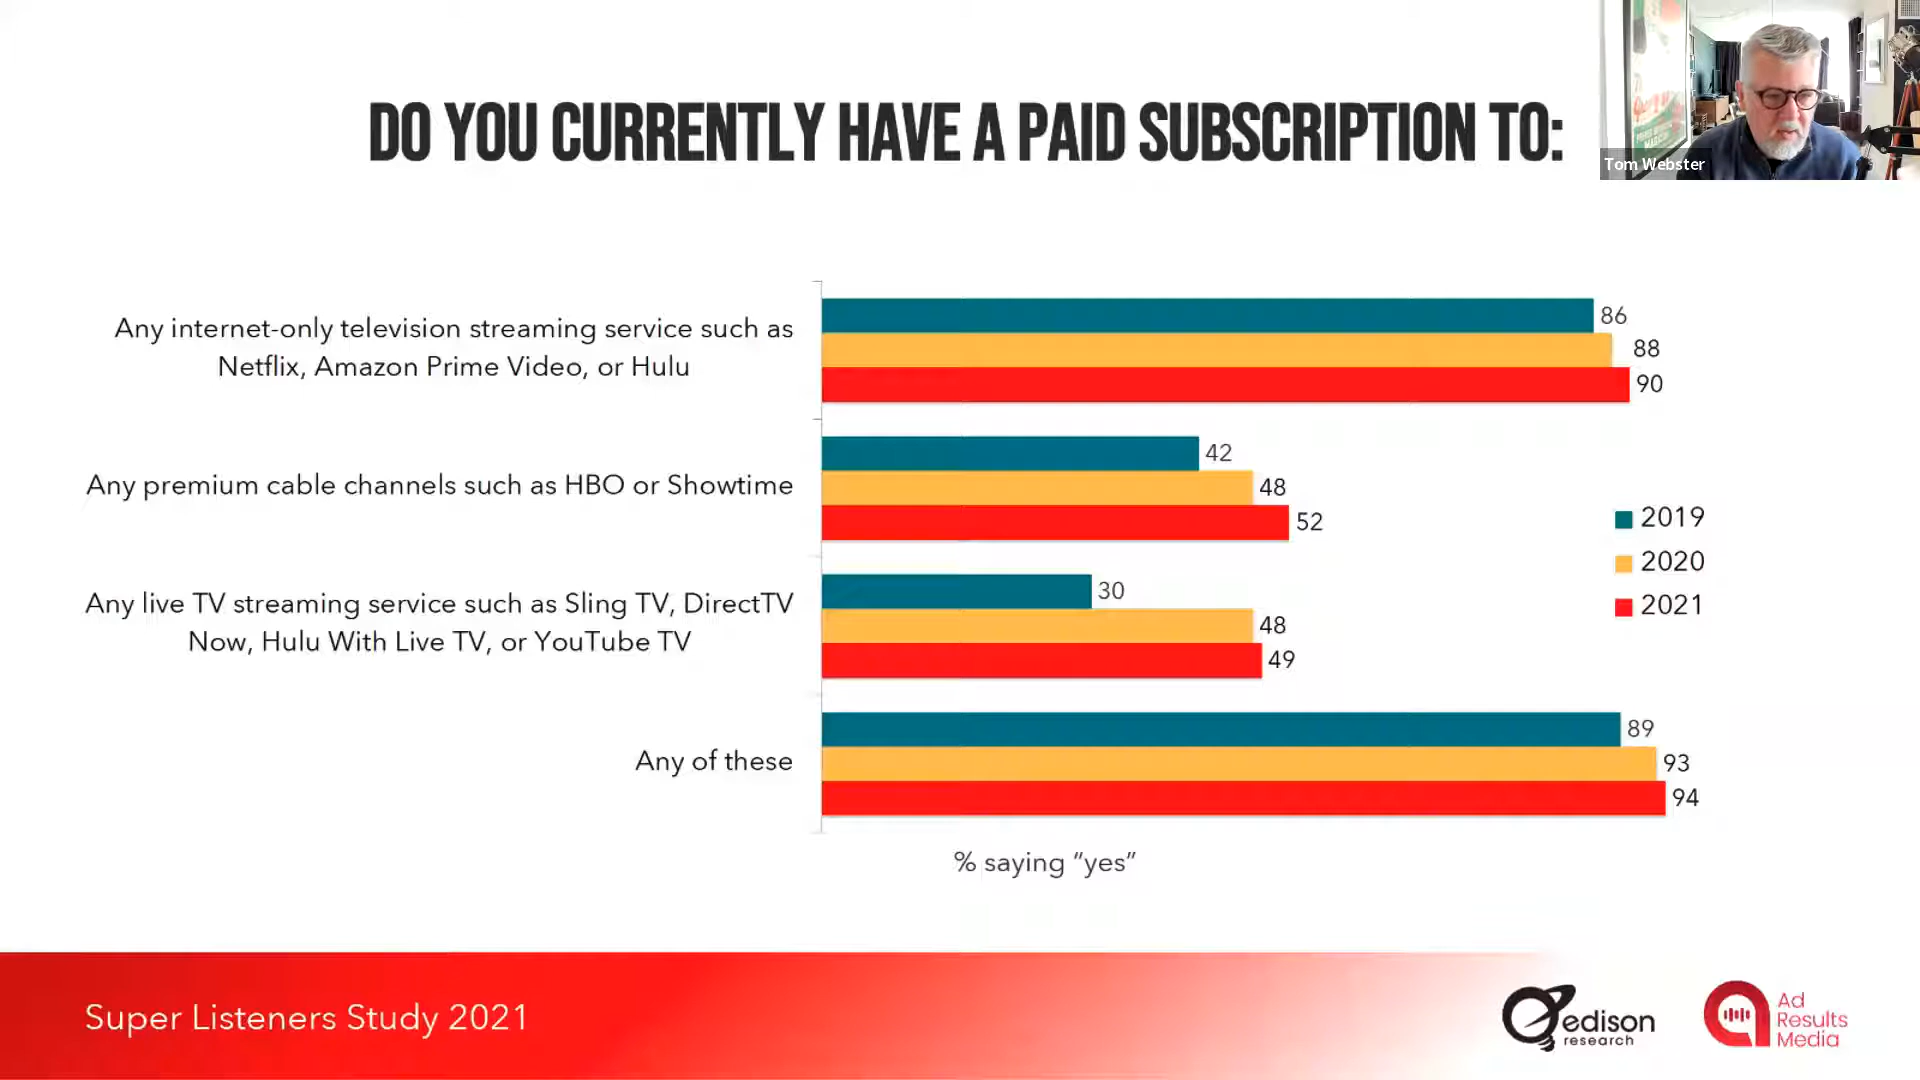 DO YOU CURRENTLY HAVE A PAID SUBSCRIPTION TO:
Tom Webster
Any internet-only television streaming service such as
Netflix, Amazon Prime Video, or Hulu
86
88
90
Any premium cable channels such as HBO or Showtime
42
48
52
Any live TV streaming service such as Sling TV, DirectTV
Now, Hulu With Live TV, or YouTube TV
30
48
49
Any of these
89
93
94
2019
2020
2021
% saying “yes”
Super Listeners Study 2021
edison
research
Ad
Results
Media